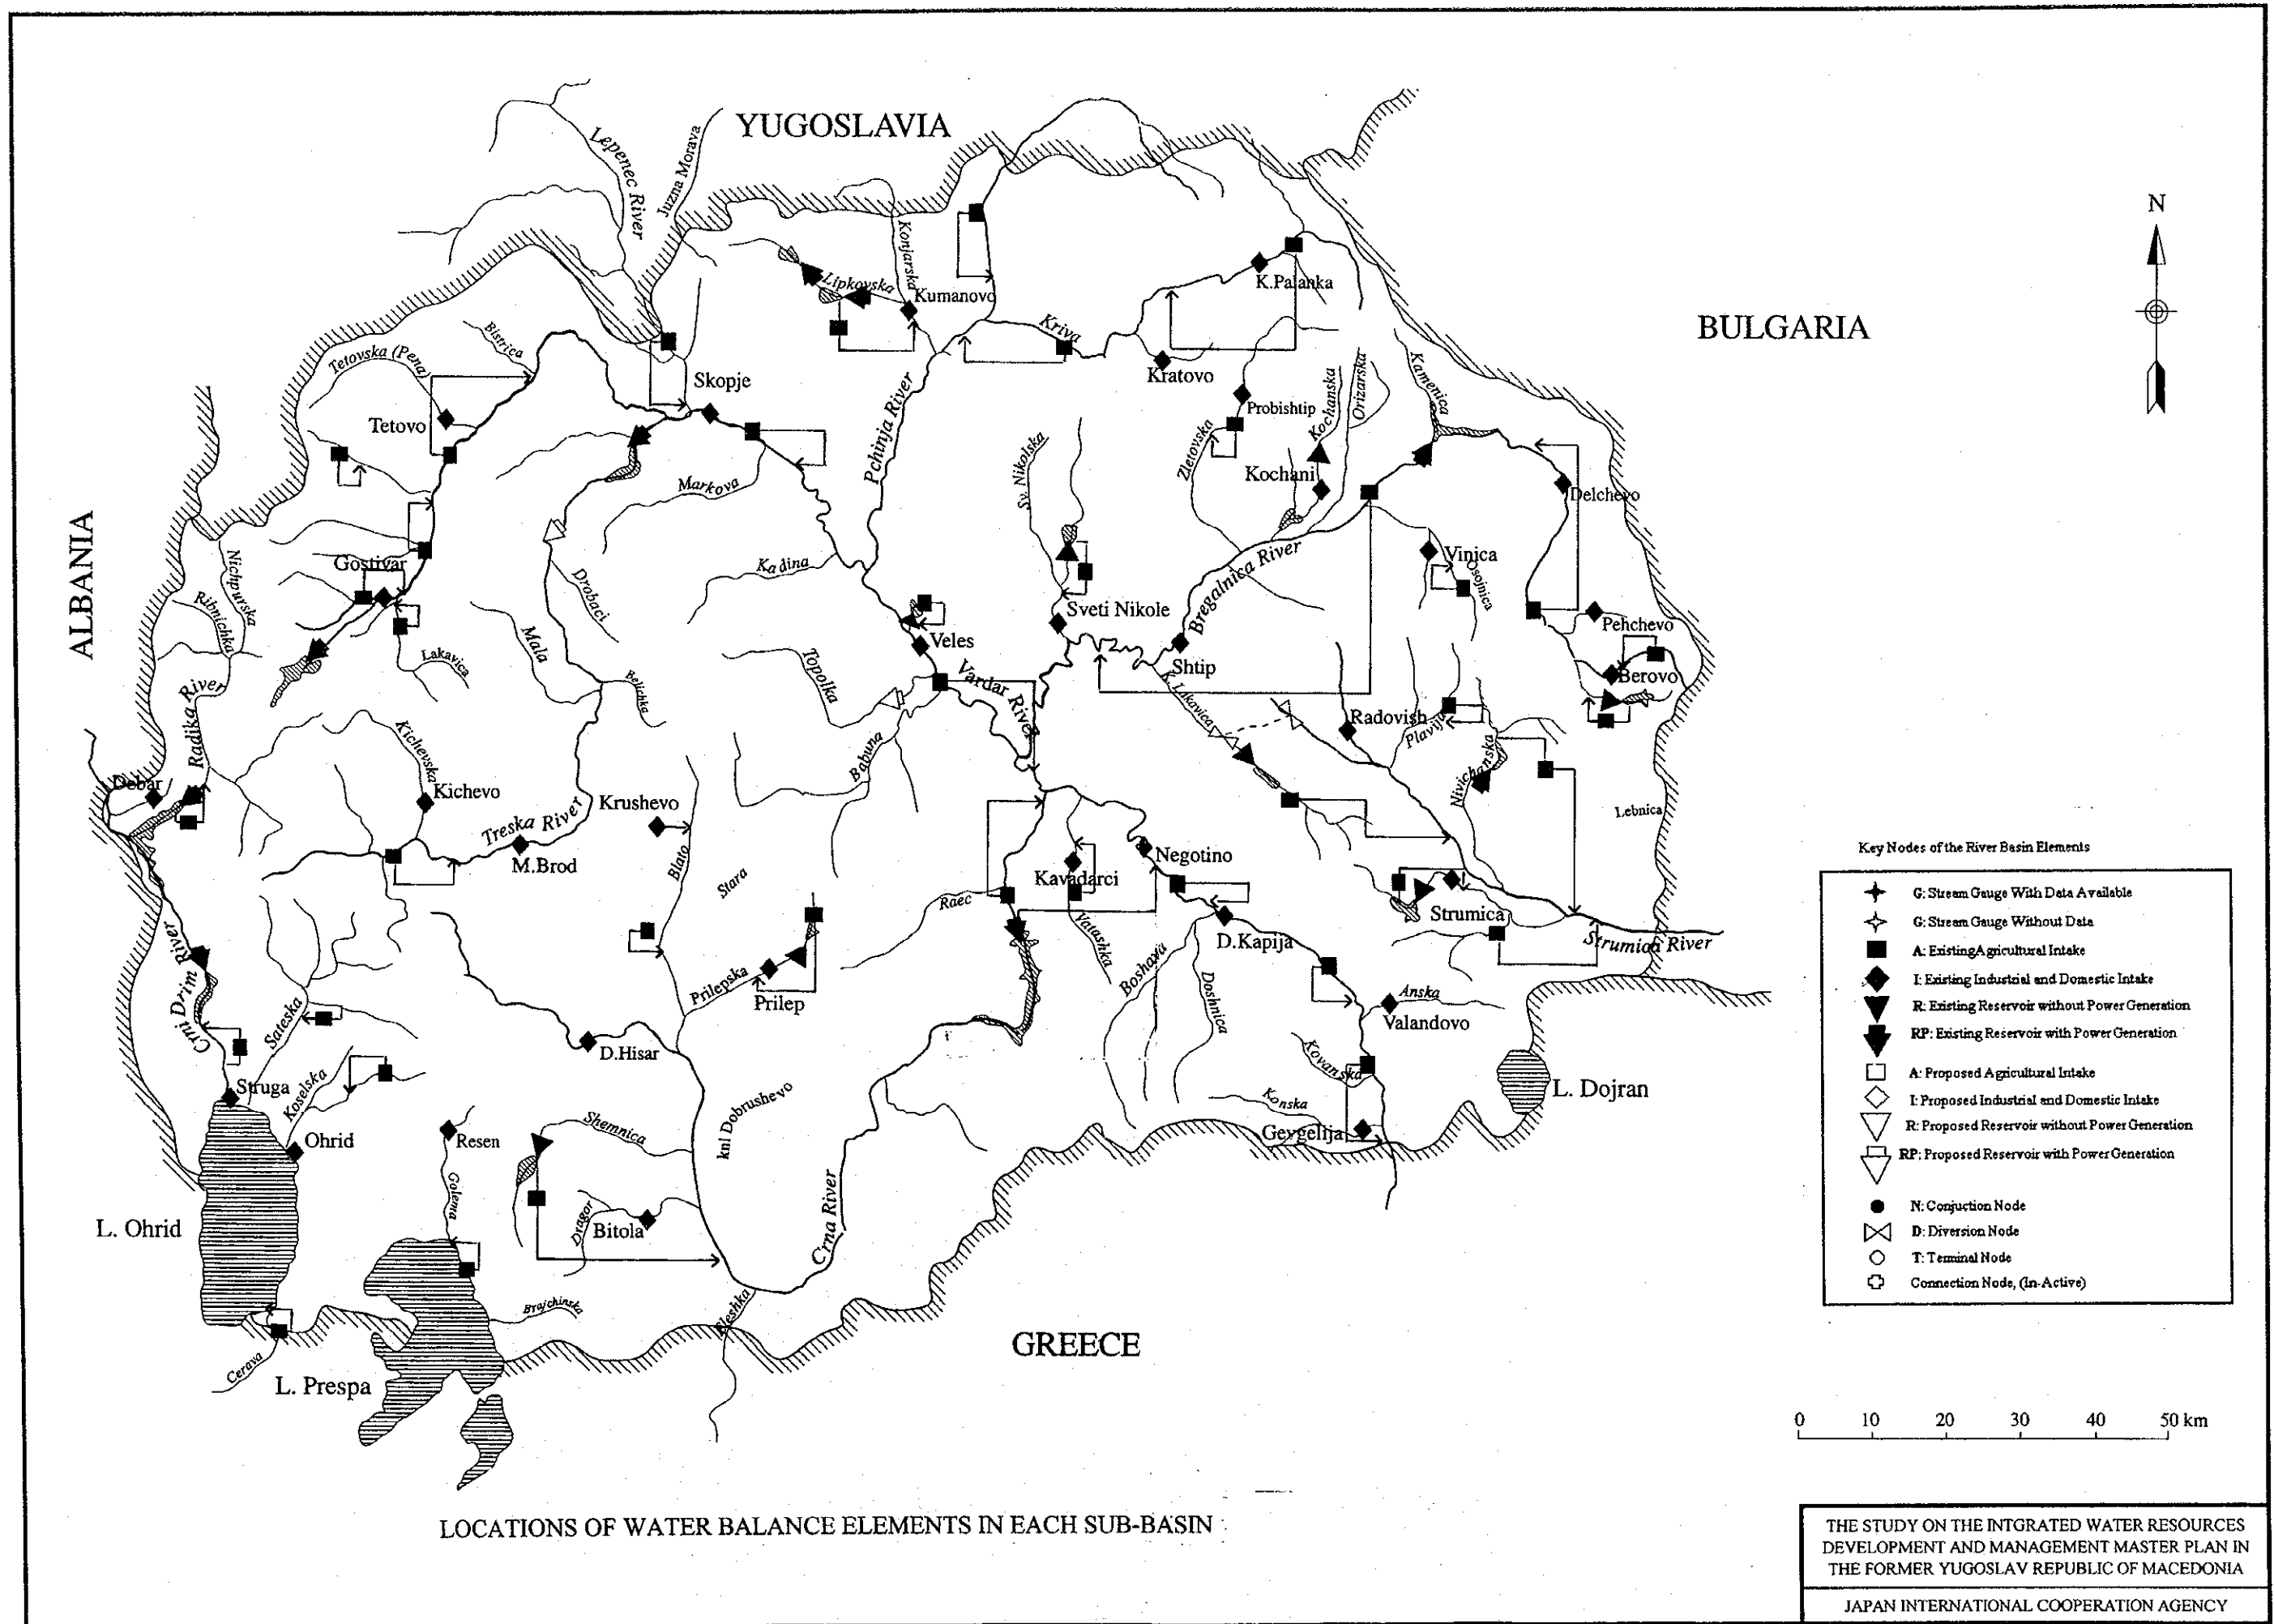 YUGOSLAVIA
Lepenec River
Juzna Morava
N
BULGARIA
ALBANIA
GREECE
Konjarska
Lipkovska
Kumanovo
K.Palanka
Kriva
Kratovo
Bistrica
Tetovska (Pena)
Tetovo
Skopje
Pchinja River
Markova
Sv. Nikolska
Zletovska
Probishtip
Kochanska
Orizarska
Kamenica
Kochani
Delchevo
Gostivar
Nichpurska
Ribnichka
Radika River
Lakavica
Mala
Drobaci
Belichka
Kadina
Veles
Topolka
Babuna
Vardar River
Sveti Nikole
Bregalnica River
Shtip
Vinica
Osojnica
Pehchevo
Berovo
Lakavica
Radovish
Plavija
Nivichanska
Lebnica
Debar
Kichevska
Kichevo
Treska River
M.Brod
Krushevo
Blato
Stara
Raec
Kavadarci
Negotino
Vatashka
Boshava
Doshnica
D.Kapija
Strumica
Strumica River
Crni Drim River
Sateska
Struga
Koselska
Ohrid
L. Ohrid
Prilepska
Prilep
D.Hisar
Resen
Golema
Shemnica
Dragor
Bitola
knl Dobrushevo
Crna River
Eleshka
Brajchinska
Cerava
L. Prespa
Anska
Valandovo
Kovanska
Konska
Gevgelija
L. Dojran
Key Nodes of the River Basin Elements
G: Stream Gauge With Data Available
G: Stream Gauge Without Data
A: Existing Agricultural Intake
I: Existing Industrial and Domestic Intake
R: Existing Reservoir without Power Generation
RP: Existing Reservoir with Power Generation
A: Proposed Agricultural Intake
I: Proposed Industrial and Domestic Intake
R: Proposed Reservoir without Power Generation
RP: Proposed Reservoir with Power Generation
N: Conjuction Node
D: Diversion Node
T: Terminal Node
Connection Node, (In-Active)
0 10 20 30 40 50 km
LOCATIONS OF WATER BALANCE ELEMENTS IN EACH SUB-BASIN
THE STUDY ON THE INTGRATED WATER RESOURCES
DEVELOPMENT AND MANAGEMENT MASTER PLAN IN
THE FORMER YUGOSLAV REPUBLIC OF MACEDONIA
JAPAN INTERNATIONAL COOPERATION AGENCY